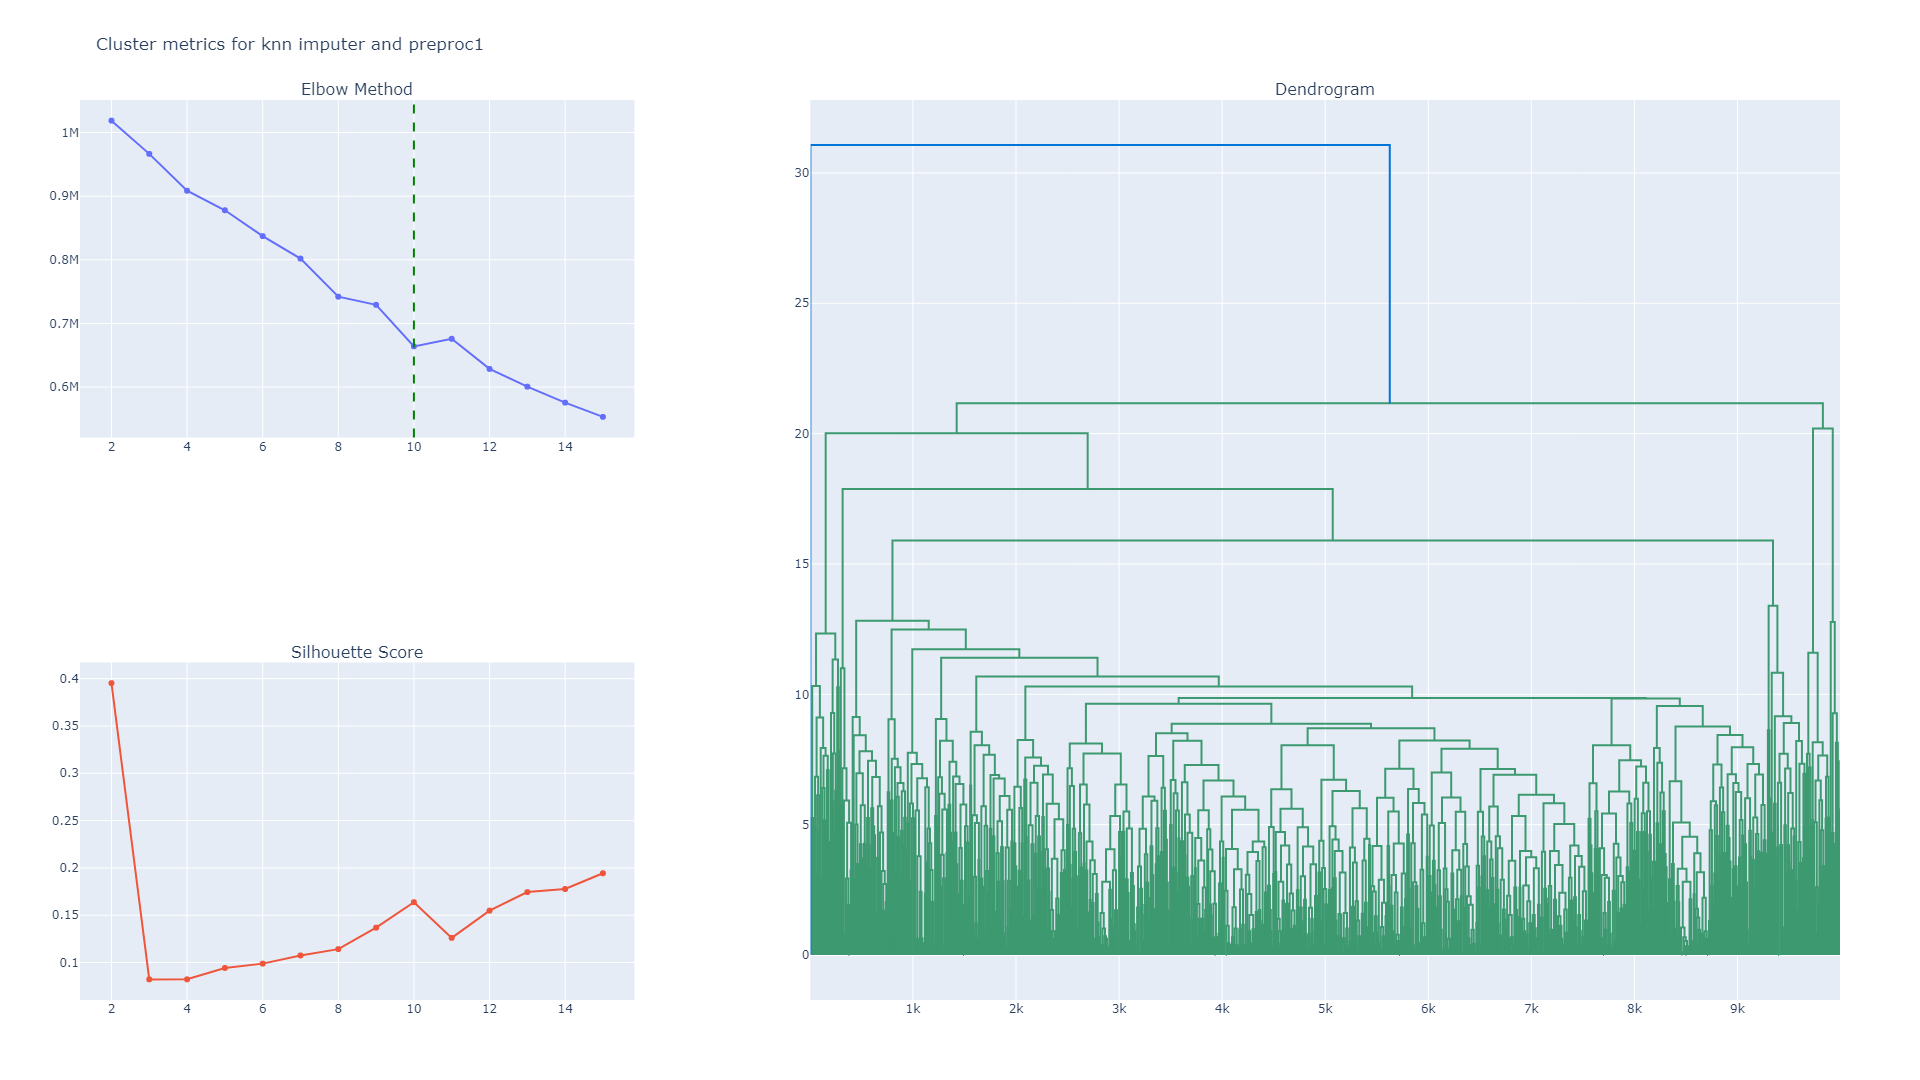 Cluster metrics for knn imputer and preproc1
Elbow Method
1M
0.9M
0.8M
0.7M
0.6M
2 4 6 8 10 12 14
Silhouette Score
0.4
0.35
0.3
0.25
0.2
0.15
0.1
2 4 6 8 10 12 14
Dendrogram
30
25
20
15
10
5
0
1k 2k 3k 4k 5k 6k 7k 8k 9k